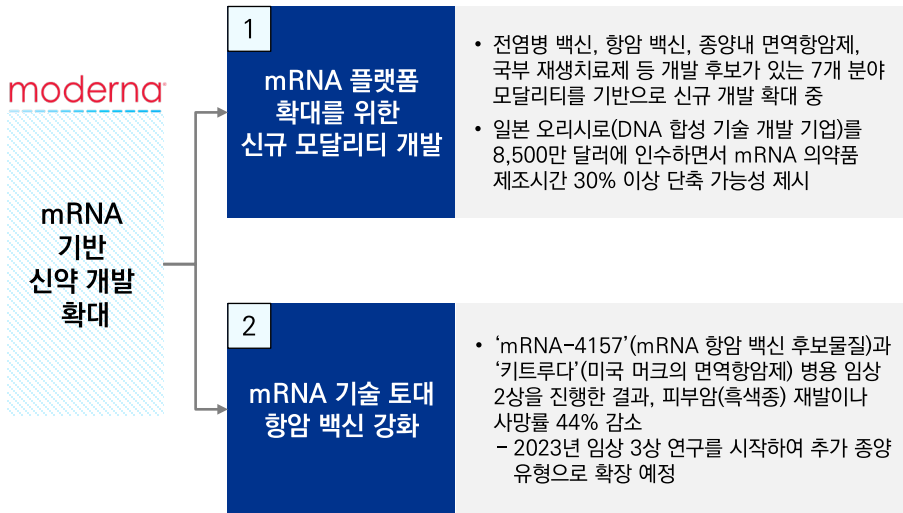 moderna
mRNA
기반
신약 개발
확대
1
mRNA 플랫폼
확대를 위한
신규 모달리티 개발
• 전염병 백신, 항암 백신, 종양내 면역항암제,
국부 재생치료제 등 개발 후보가 있는 7개 분야
모달리티를 기반으로 신규 개발 확대 중
• 일본 오리시로(DNA 합성 기술 개발 기업)를
8,500만 달러에 인수하면서 mRNA 의약품
제조시간 30% 이상 단축 가능성 제시
2
mRNA 기술 토대
항암 백신 강화
• ‘mRNA-4157’(mRNA 항암 백신 후보물질)과
‘키트루다’(미국 머크의 면역항암제) 병용 임상
2상을 진행한 결과, 피부암(흑색종) 재발이나
사망률 44% 감소
- 2023년 임상 3상 연구를 시작하여 추가 종양
유형으로 확장 예정